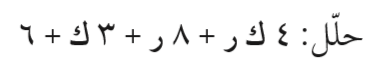 حلّل: ٤ ك ر + ٨ ر + ٣ ك + ٦